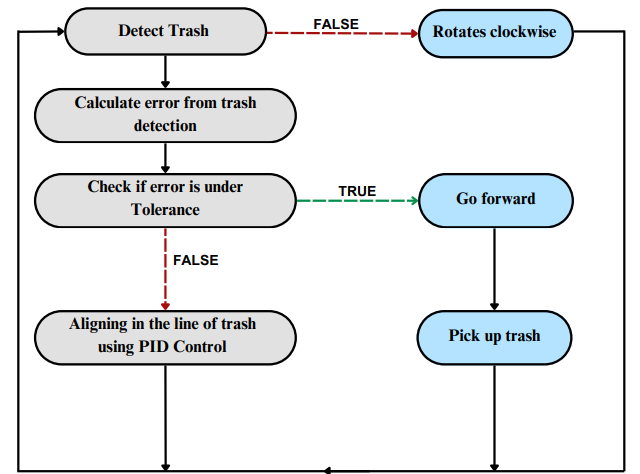 Detect Trash
FALSE
Rotates clockwise
Calculate error from trash
detection
Check if error is under
Tolerance
TRUE
Go forward
FALSE
Aligning in the line of trash
using PID Control
Pick up trash